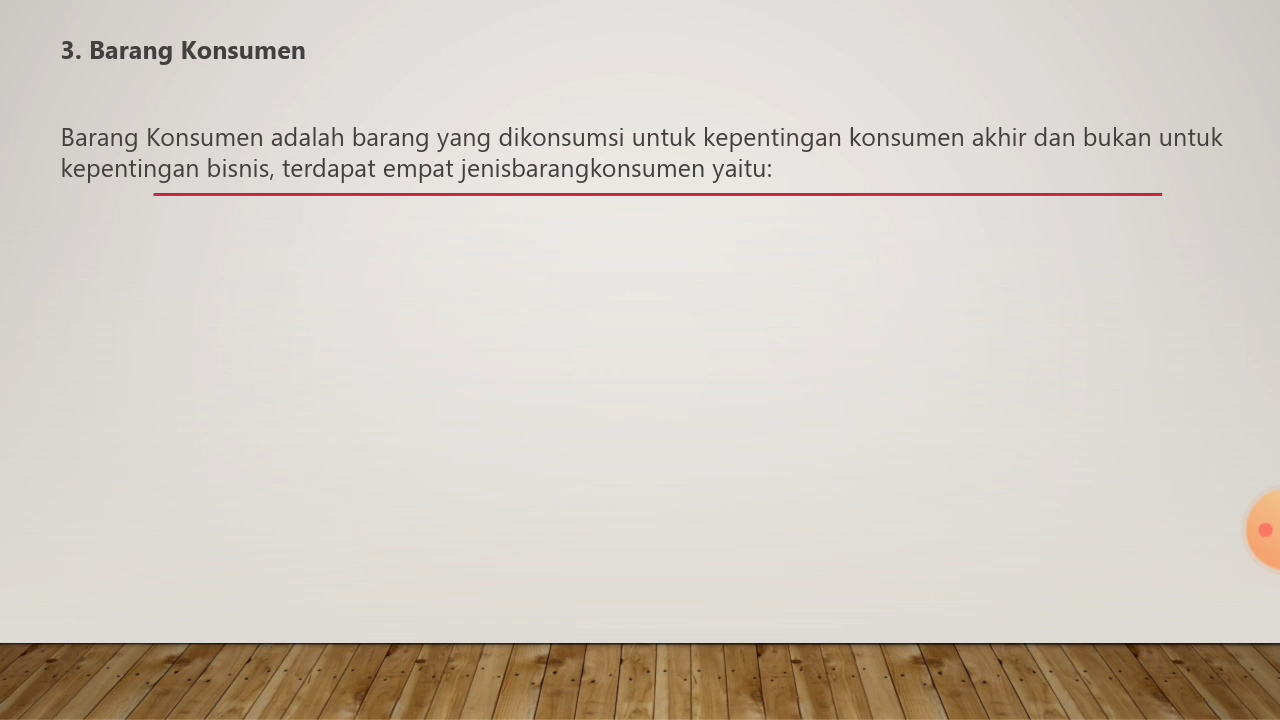 3. Barang Konsumen
Barang Konsumen adalah barang yang dikonsumsi untuk kepentingan konsumen akhir dan bukan untuk
kepentingan bisnis, terdapat empat jenisbarangkonsumen yaitu: